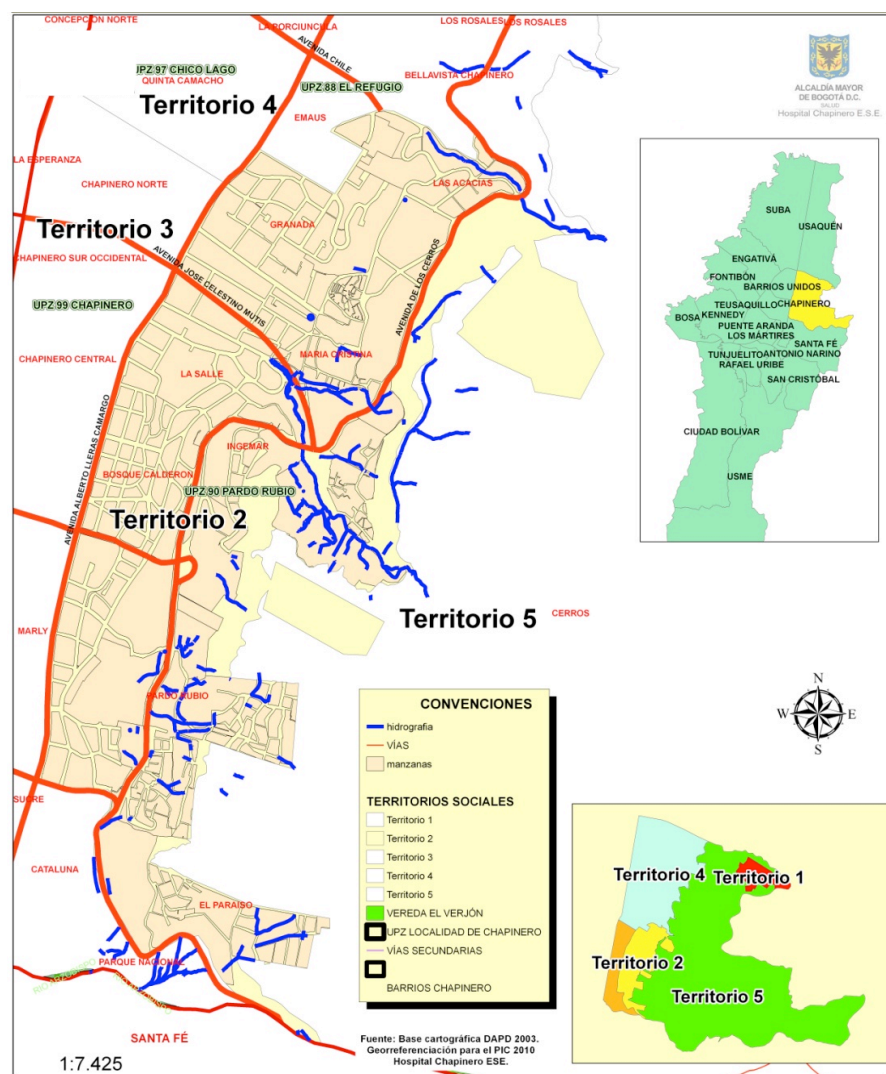 CONCEPCION NORTE
LA PORCIUNCULA
LOS ROSALES
LOS ROSALES
AVENIDA CHILE
UPZ.97 CHICO LAGO
QUINTA CAMACHO
BELLAVISTA CHAPINERO
UPZ.88 EL REFUGIO
Territorio 4
EMAUS
LA ESPERANZA
CHAPINERO NORTE
LAS ACACIAS
GRANADA
Territorio 3
CHAPINERO SUR OCCIDENTAL
AVENIDA JOSE CELESTINO MUTIS
AVENIDA DE LOS CERROS
UPZ.99 CHAPINERO
CHAPINERO CENTRAL
MARIA CRISTINA
LA SALLE
AVENIDA ALBERTO LLERAS CAMARGO
INGEMAR
BOSQUE CALDERON
UPZ.90 PARDO RUBIO
Territorio 2
Territorio 5
CERROS
MARLY
PARDO RUBIO
SUCRE
CATALUNA
EL PARAISO
PARQUE NACIONAL
SANTA FÉ
1:7.425
ALCALDÍA MAYOR
DE BOGOTÁ D.C.
SALUD
Hospital Chapinero E.S.E.
SUBA
USAQUÉN
ENGATIVÁ
FONTIBÓN
BARRIOS UNIDOS
TEUSAQUILLO
CHAPINERO
BOSA
KENNEDY
PUENTE ARANDA
LOS MÁRTIRES
SANTA FÉ
TUNJUELITO
ANTONIO NARINO
RAFAEL URIBE
SAN CRISTÓBAL
CIUDAD BOLÍVAR
USME
N
W
E
S
CONVENCIONES
hidrografia
VÍAS
manzanas
TERRITORIOS SOCIALES
Territorio 1
Territorio 2
Territorio 3
Territorio 4
Territorio 5
VEREDA EL VERJÓN
UPZ LOCALIDAD DE CHAPINERO
VÍAS SECUNDARIAS
BARRIOS CHAPINERO
Fuente: Base cartográfica DAPD 2003.
Georreferenciación para el PIC 2010
Hospital Chapinero ESE.
Territorio 4
Territorio 1
Territorio 2
Territorio 5